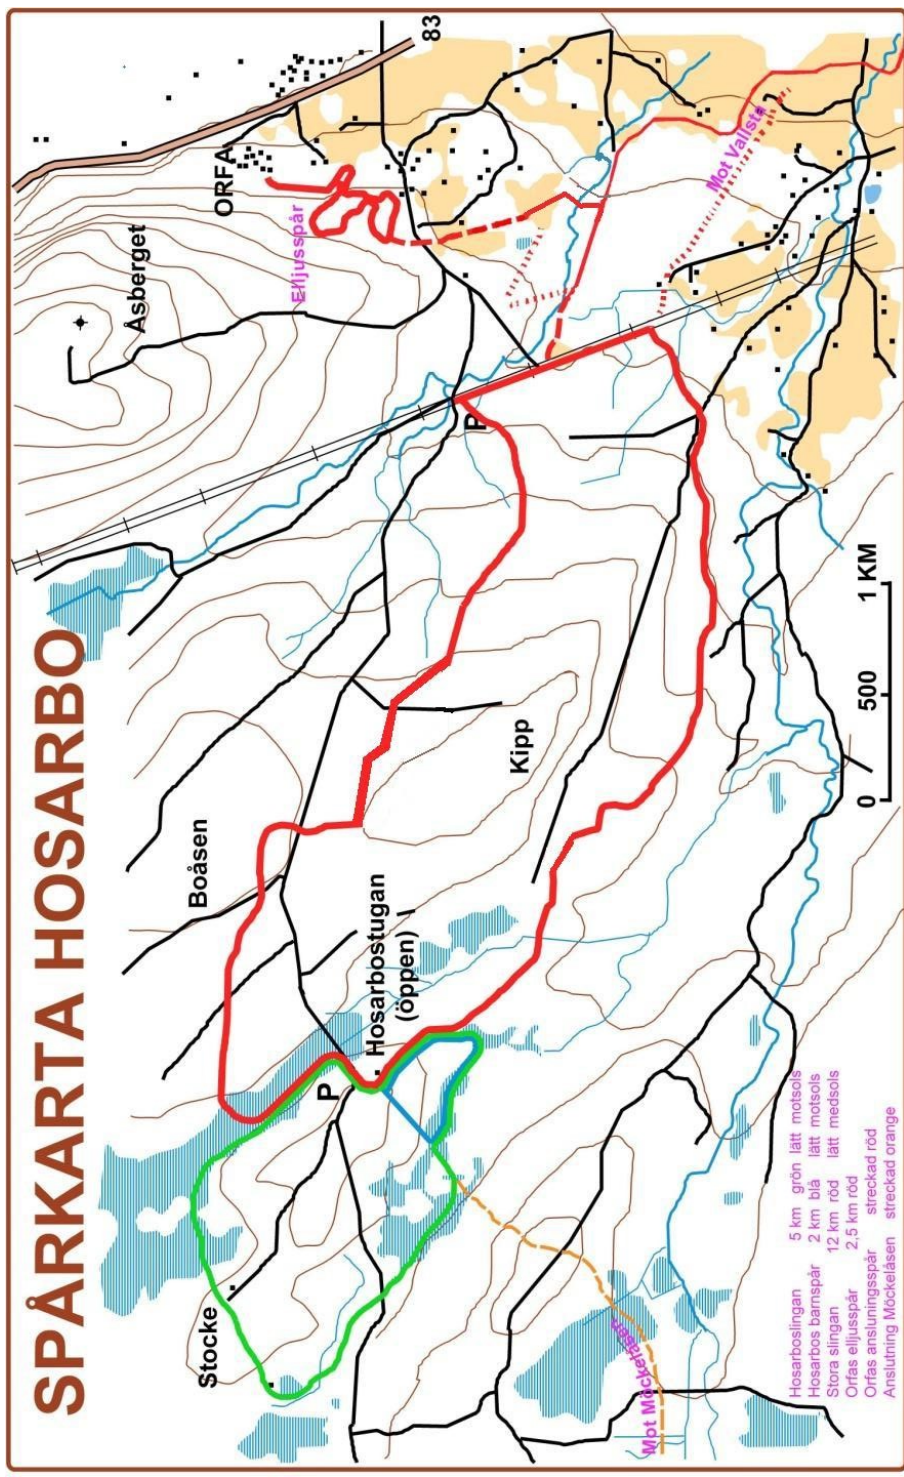 SPÅRKARTA HOSARBO
Stocke
Boåsen
Åsberget
ORFA
83
Elljusspår
P
Hosarbostugan
(öppen)
Kipp
P
Mot Vallsta
Mot Möckelåsen
0 500 1 KM
Hosarboslingan 5 km grön lätt motsols
Hosarbos barnspår 2 km blå lätt motsols
Stora slingan 12 km röd lätt medsols
Orfas elljusspår 2,5 km röd
Orfas ansluningsspår streckad röd
Anslutning Möckelåsen streckad orange